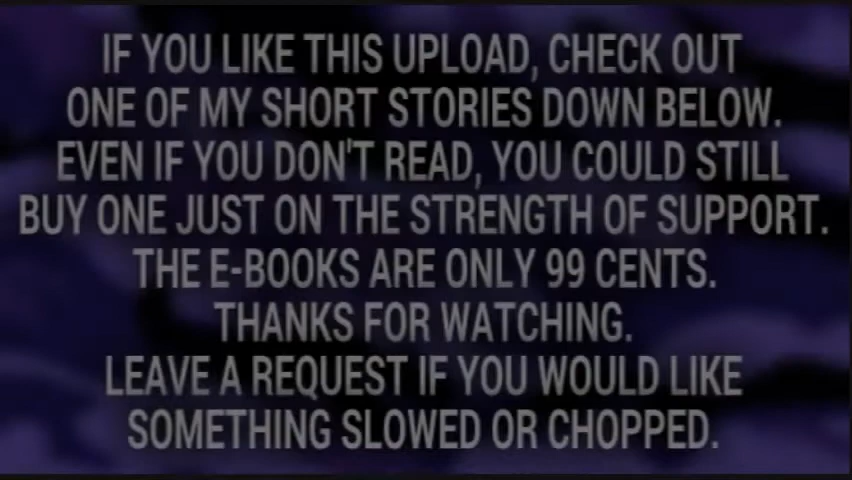 IF YOU LIKE THIS UPLOAD, CHECK OUT
ONE OF MY SHORT STORIES DOWN BELOW.
EVEN IF YOU DON'T READ, YOU COULD STILL
BUY ONE JUST ON THE STRENGTH OF SUPPORT.
THE E-BOOKS ARE ONLY 99 CENTS.
THANKS FOR WATCHING.
LEAVE A REQUEST IF YOU WOULD LIKE
SOMETHING SLOWED OR CHOPPED.